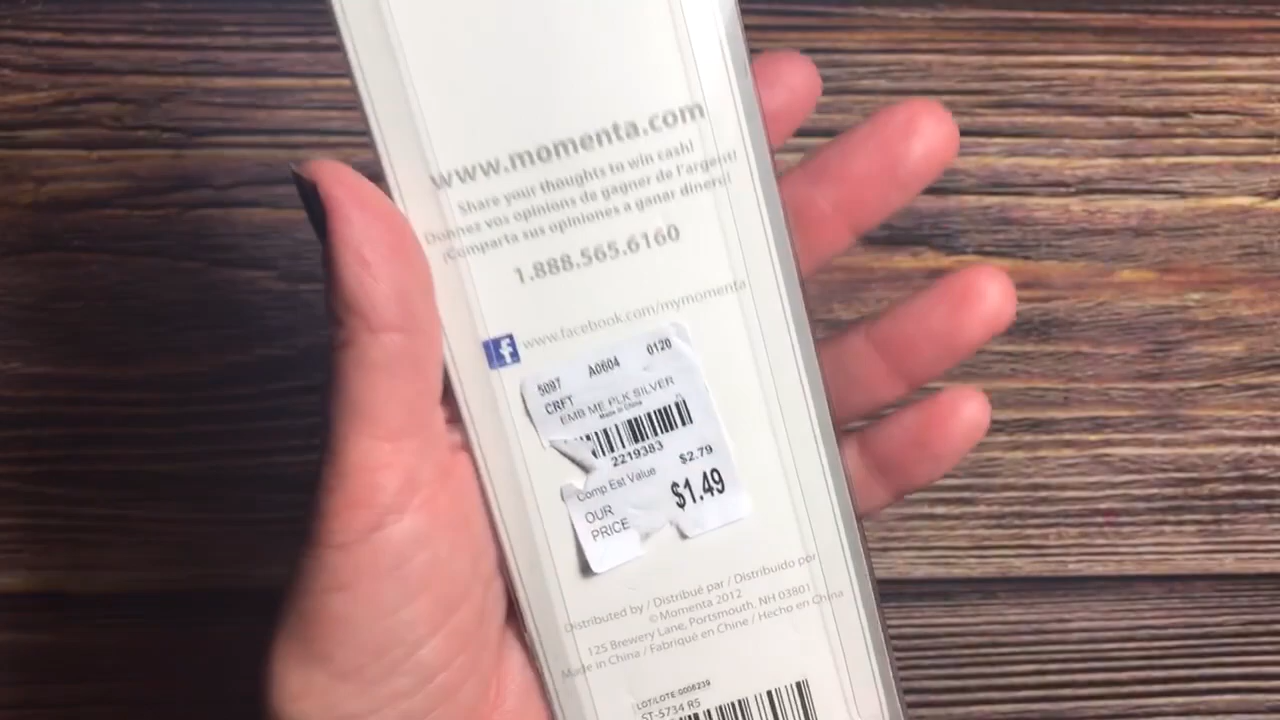 www.momenta.com
Share your thoughts to win cash!
Donnez vos opinions de gagner de l'argent!
¡Comparta sus opiniones a ganar dinero!
1.888.565.6160
f www.facebook.com/mymomenta
5097 A0604 0120
CRFT
EMB ME PLK SILVER
Made in China
2219383
Comp Est Value $2.79
OUR PRICE $1.49
Distributed by / Distribué par / Distribuido por
© Momenta 2012
125 Brewery Lane, Portsmouth, NH 03801
Made in China / Fabriqué en Chine / Hecho en China
LOT/LOTE 0008239
ST-5734 R5